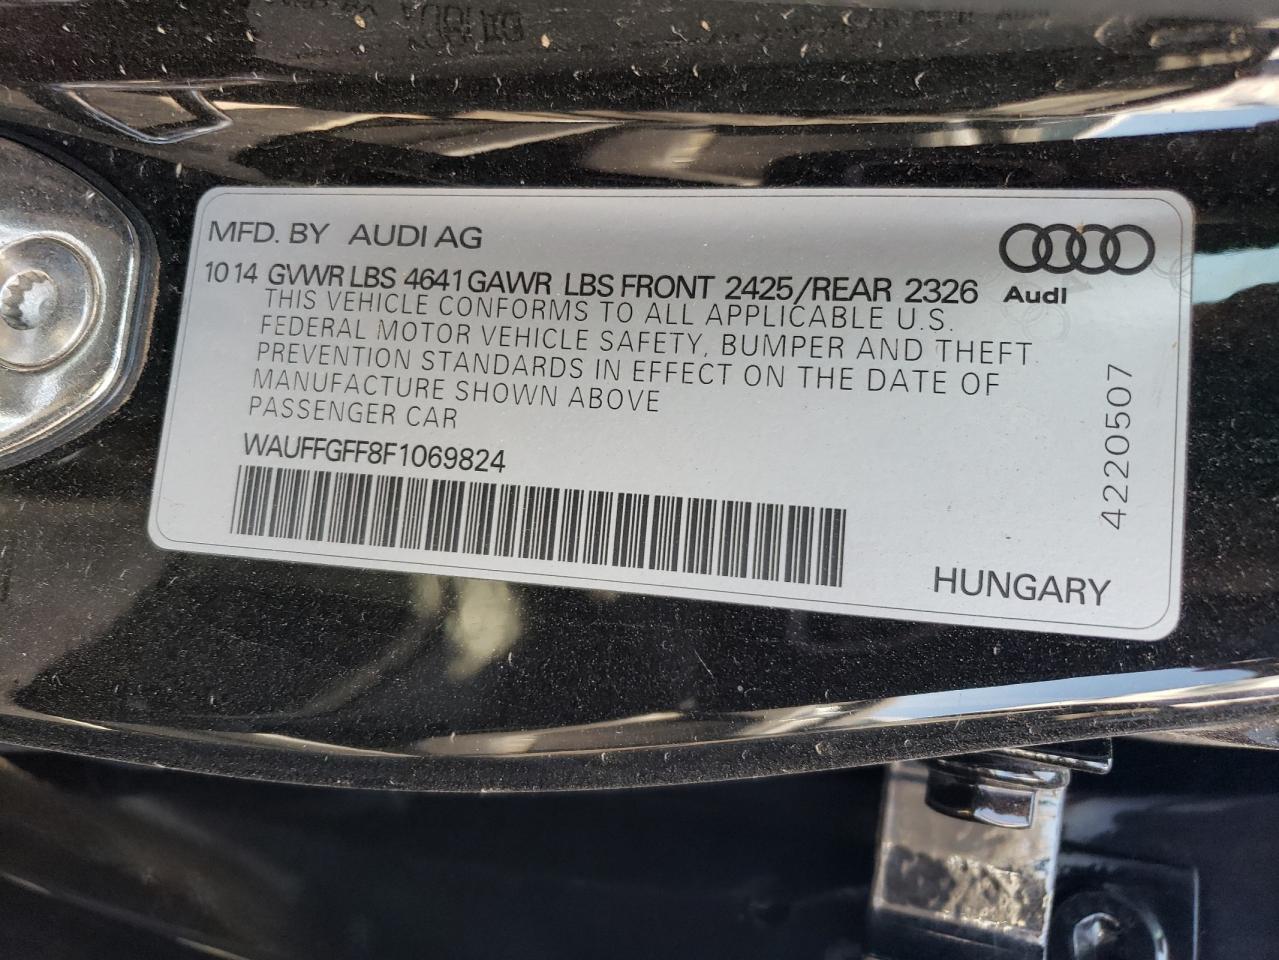 MFD. BY AUDI AG
10 14 GVWR LBS 4641 GAWR LBS FRONT 2425/REAR 2326
Audi
THIS VEHICLE CONFORMS TO ALL APPLICABLE U.S.
FEDERAL MOTOR VEHICLE SAFETY, BUMPER AND THEFT
PREVENTION STANDARDS IN EFFECT ON THE DATE OF
MANUFACTURE SHOWN ABOVE
PASSENGER CAR
WAUFFGFF8F1069824
4220507
HUNGARY